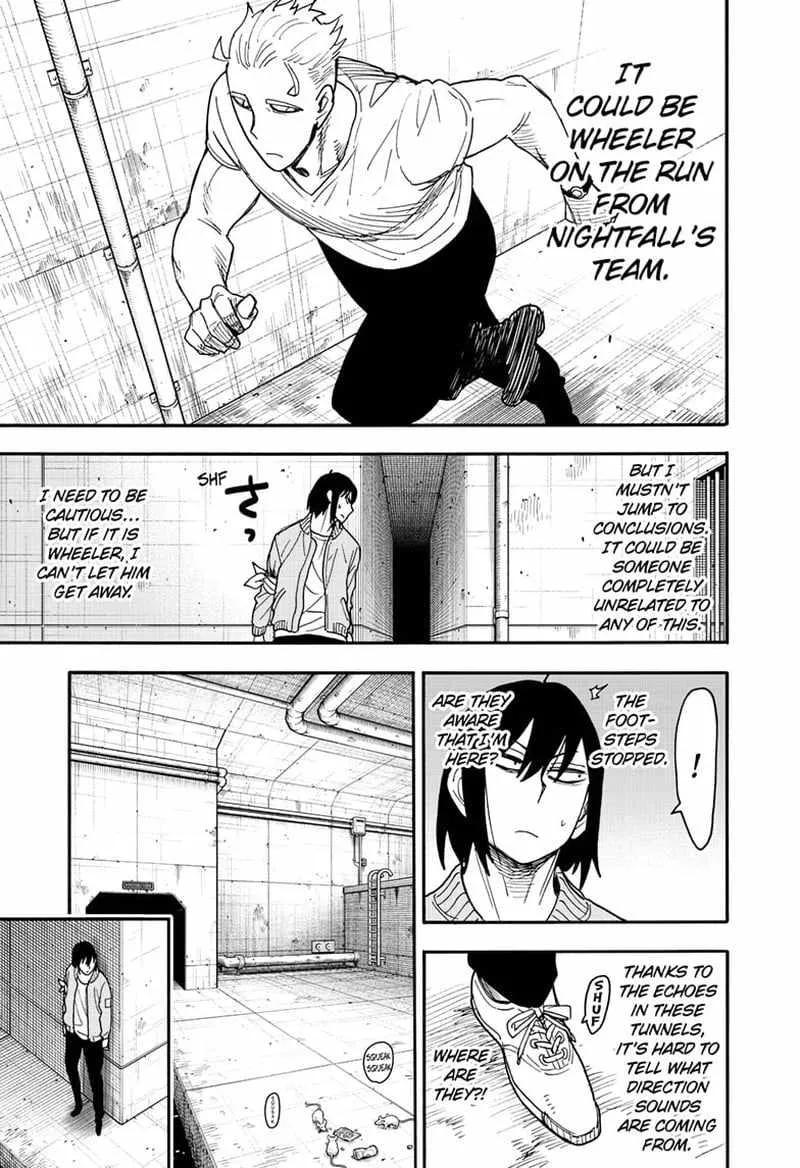 IT
COULD BE
WHEELER
ON THE RUN
FROM
NIGHTFALL'S
TEAM.
BUT I
MUSTN'T
JUMP TO
CONCLUSIONS.
IT COULD BE
SOMEONE
COMPLETELY
UNRELATED TO
ANY OF THIS.
SHF
さっ
I NEED TO BE
CAUTIOUS...
BUT IF IT IS
WHEELER, I
CAN'T LET HIM
GET AWAY.
!
THE
FOOT-
STEPS
STOPPED.
ARE THEY
AWARE
THAT I'M
HERE?
THANKS TO
THE ECHOES
IN THESE
TUNNELS,
IT'S HARD TO
TELL WHAT
DIRECTION
SOUNDS
ARE COMING
FROM.
SHUF
WHERE
ARE
THEY?!
SQUEAK
SQUEAK